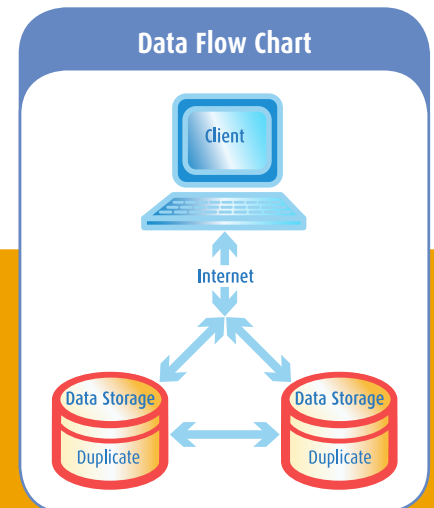 Data Flow Chart
Client
Internet
Data Storage
Duplicate
Data Storage
Duplicate